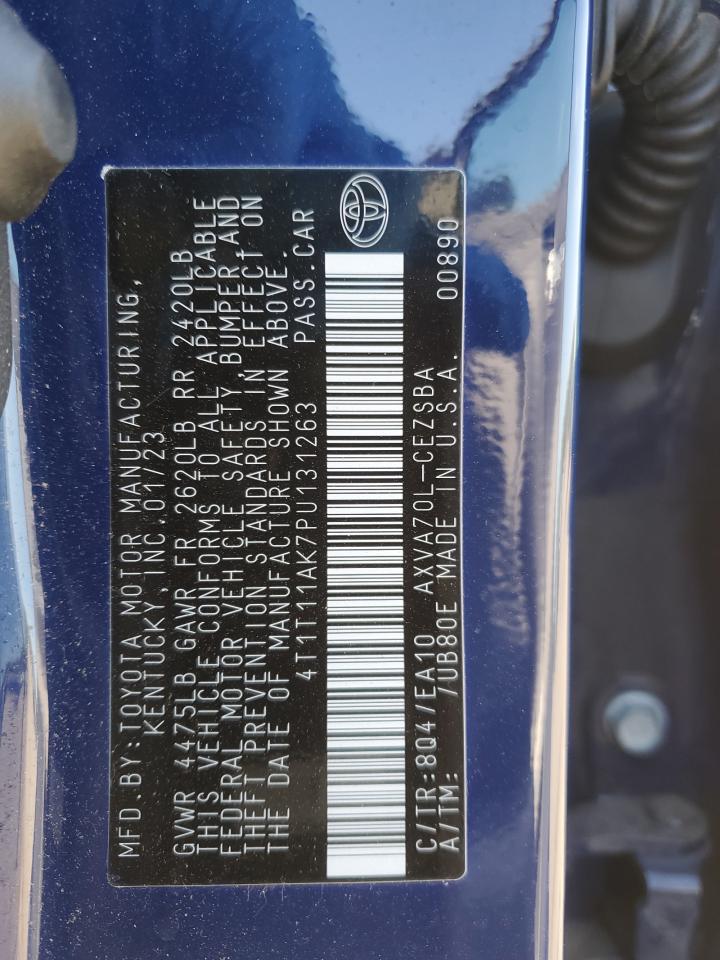 MFD. BY: TOYOTA MOTOR MANUFACTURING,
KENTUCKY, INC. 01/23
GVWR 4475LB GAWR FR 2620LB RR 2420LB
THIS VEHICLE CONFORMS TO ALL APPLICABLE
FEDERAL MOTOR VEHICLE SAFETY, BUMPER AND
THEFT PREVENTION STANDARDS IN EFFECT ON
THE DATE OF MANUFACTURE SHOWN ABOVE.
4T1T11AK7PU131263 PASS.CAR
C/TR:8Q4/EA10 AXVA70L-CEZSBA
A/TM: /UB80E MADE IN U.S.A. 00890